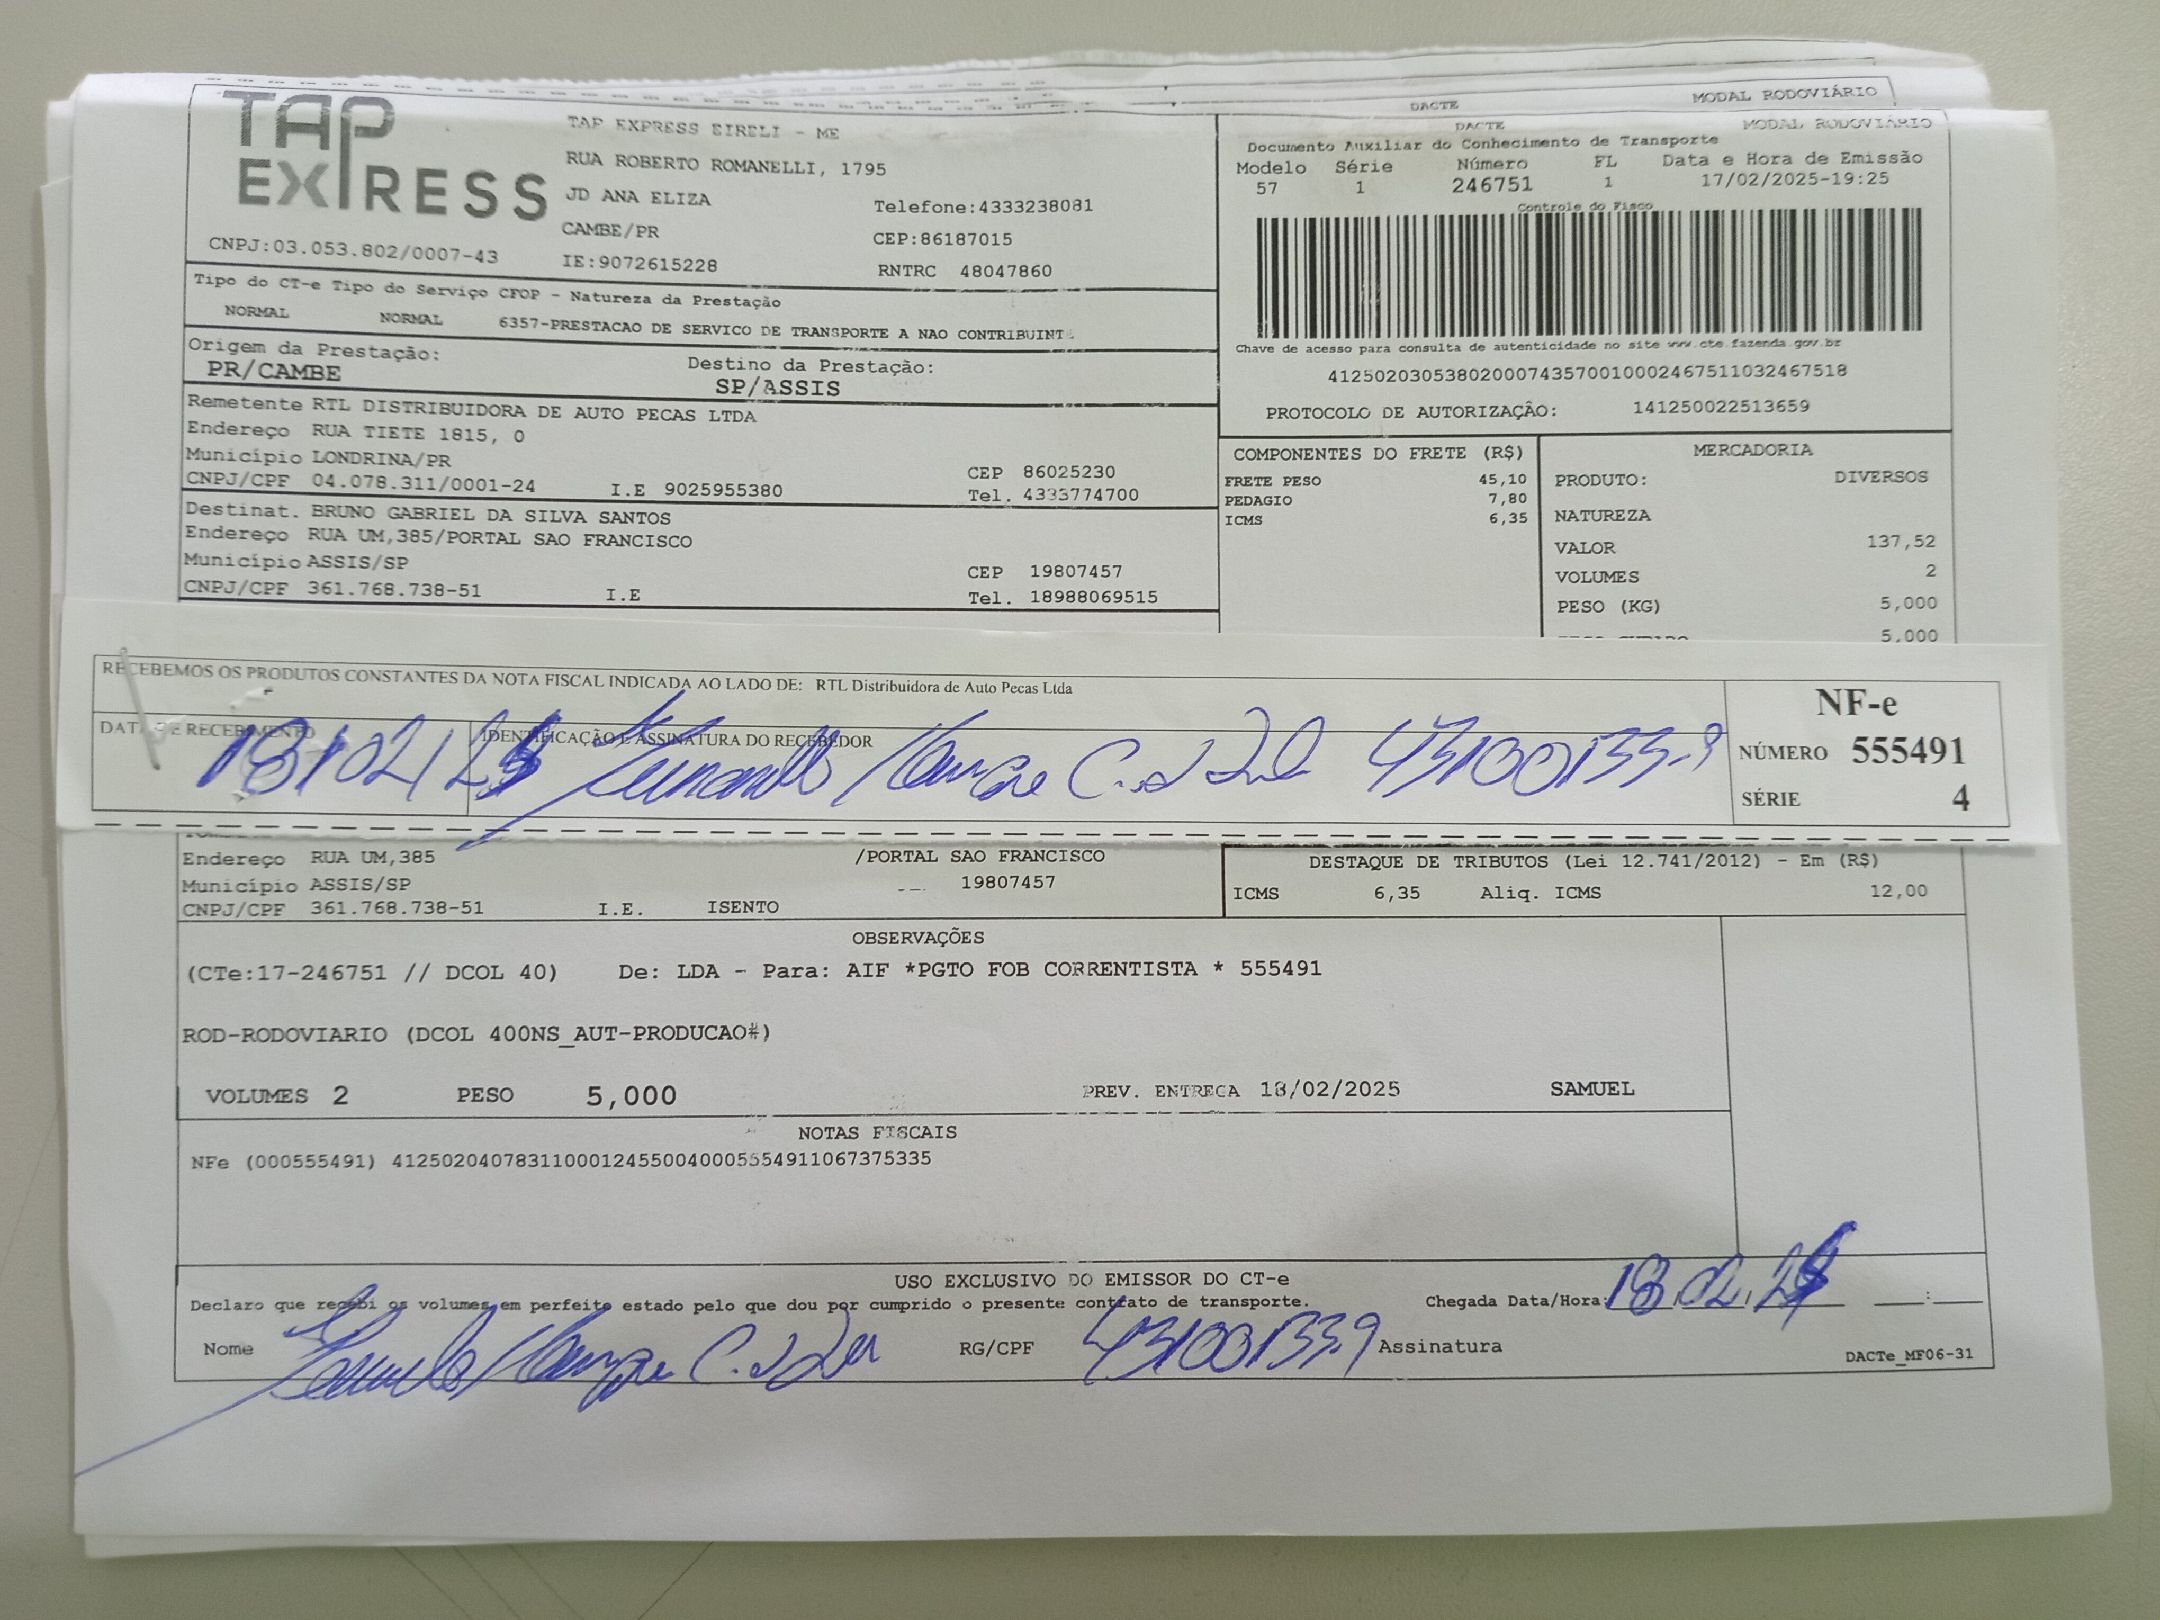 DACTE MODAL RODOVIÁRIO
TAP EXPRESS
TAP EXPRESS EIRELI - ME
RUA ROBERTO ROMANELLI, 1795
JD ANA ELIZA
Telefone:4333238081
CAMBE/PR
CEP:86187015
CNPJ:03.053.802/0007-43
IE:9072615228
RNTRC 48047860
DACTE MODAL RODOVIÁRIO
Documento Auxiliar do Conhecimento de Transporte
Modelo Série Número FL Data e Hora de Emissão
57 1 246751 1 17/02/2025-19:25
Controle do Fisco
Chave de acesso para consulta de autenticidade no site www.cte.fazenda.gov.br
41250203053802000743570010002467511032467518
PROTOCOLO DE AUTORIZAÇÃO: 141250022513659
Tipo do CT-e Tipo do Serviço CFOP - Natureza da Prestação
NORMAL NORMAL 6357-PRESTACAO DE SERVICO DE TRANSPORTE A NAO CONTRIBUINT
Origem da Prestação: Destino da Prestação:
PR/CAMBE SP/ASSIS
Remetente RTL DISTRIBUIDORA DE AUTO PECAS LTDA
Endereço RUA TIETE 1815, 0
Município LONDRINA/PR CEP 86025230
CNPJ/CPF 04.078.311/0001-24 I.E 9025955380 Tel. 4333774700
Destinat. BRUNO GABRIEL DA SILVA SANTOS
Endereço RUA UM,385/PORTAL SAO FRANCISCO
Município ASSIS/SP CEP 19807457
CNPJ/CPF 361.768.738-51 I.E Tel. 18988069515
COMPONENTES DO FRETE (R$)
FRETE PESO 45,10
PEDAGIO 7,80
ICMS 6,35
MERCADORIA
PRODUTO: DIVERSOS
NATUREZA
VALOR 137,52
VOLUMES 2
PESO (KG) 5,000
5,000
RECEBEMOS OS PRODUTOS CONSTANTES DA NOTA FISCAL INDICADA AO LADO DE: RTL Distribuidora de Auto Pecas Ltda
DATA DE RECEBIMENTO IDENTIFICAÇÃO E ASSINATURA DO RECEBEDOR
18/02/25 43100133-9
NF-e
NÚMERO 555491
SÉRIE 4
Endereço RUA UM,385 /PORTAL SAO FRANCISCO
Município ASSIS/SP 19807457
CNPJ/CPF 361.768.738-51 I.E. ISENTO
DESTAQUE DE TRIBUTOS (Lei 12.741/2012) - Em (R$)
ICMS 6,35 Aliq. ICMS 12,00
OBSERVAÇÕES
(CTe:17-246751 // DCOL 40) De: LDA - Para: AIF *PGTO FOB CORRENTISTA * 555491
ROD-RODOVIARIO (DCOL 400NS_AUT-PRODUCAO#)
VOLUMES 2 PESO 5,000 PREV. ENTREGA 18/02/2025 SAMUEL
NOTAS FISCAIS
NFe (000555491) 41250204078311000124550040005554911067375335
USO EXCLUSIVO DO EMISSOR DO CT-e
Declaro que recebi os volumes em perfeito estado pelo que dou por cumprido o presente contrato de transporte. Chegada Data/Hora: 18.02.25 __:__
Nome RG/CPF 43100133-9 Assinatura
DACTe_MF06-31